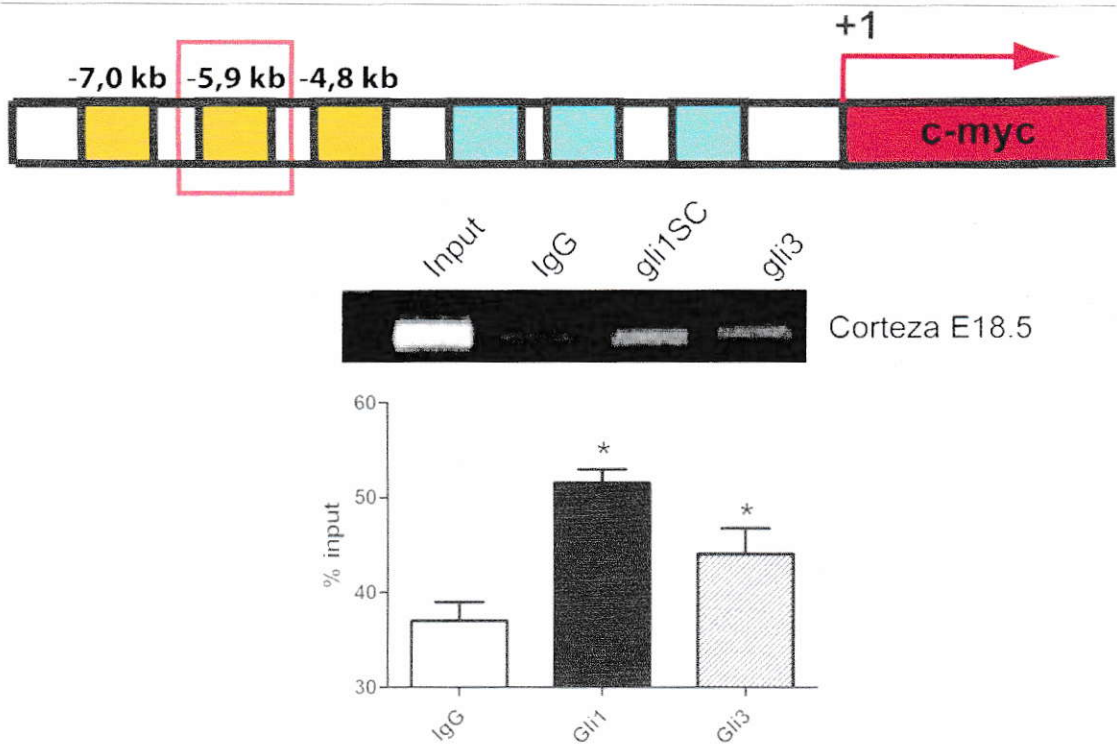 +1
-7,0 kb -5,9 kb -4,8 kb
c-myc
Input IgG gli1SC gli3
Corteza E18.5
60
50
40
30
% input
* *
IgG Gli1 Gli3